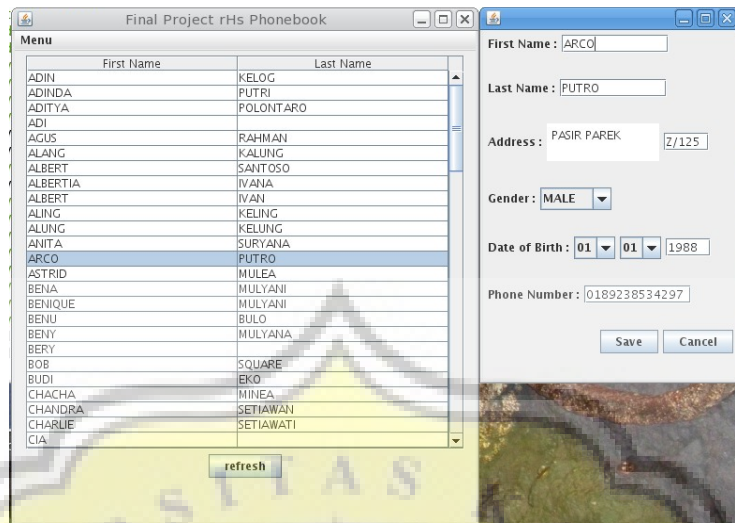 Final Project rHs Phonebook
Menu
First Name Last Name
ADIN KELOG
ADINDA PUTRI
ADITYA POLONTARO
ADI
AGUS RAHMAN
ALANG KALUNG
ALBERT SANTOSO
ALBERTIA IVANA
ALBERT IVAN
ALING KELING
ALUNG KELUNG
ANITA SURYANA
ARCO PUTRO
ASTRID MULEA
BENA MULYANI
BENIQUE MULYANI
BENU BULO
BENY MULYANA
BERY
BOB SQUARE
BUDI EKO
CHACHA MINEA
CHANDRA SETIAWAN
CHARLIE SETIAWATI
CIA
refresh
First Name : ARCO
Last Name : PUTRO
Address : PASIR PAREK Z/125
Gender : MALE
Date of Birth : 01 01 1988
Phone Number : 0189238534297
Save Cancel
SITAS